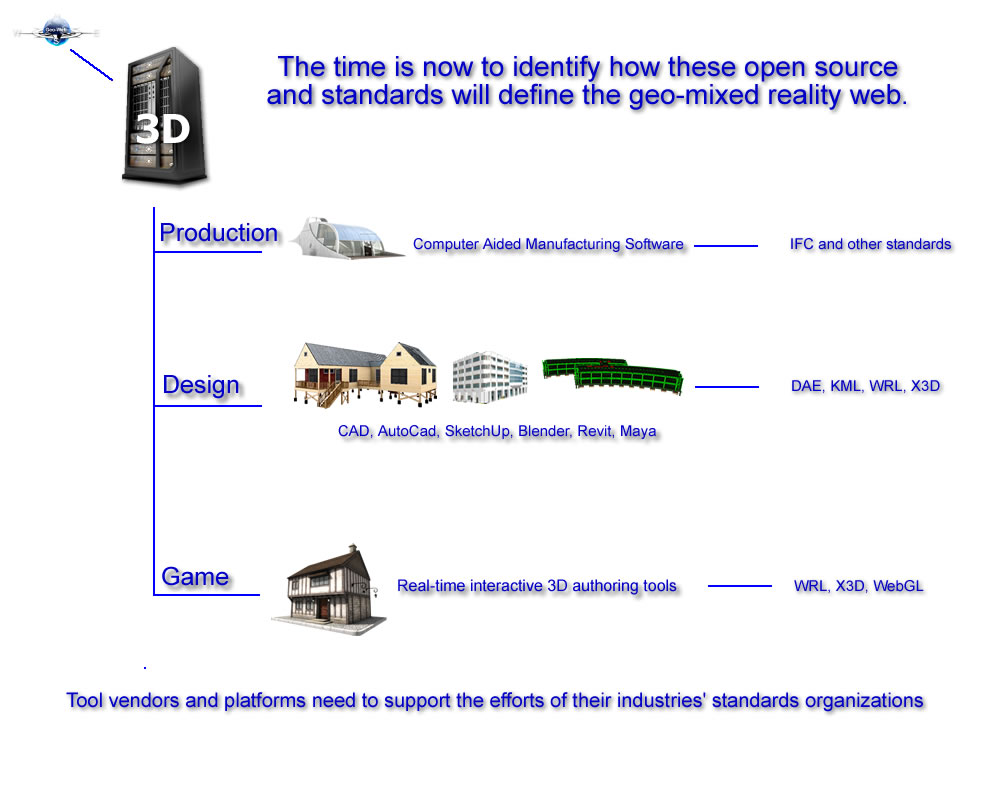 Geo-Web
W
E
S
3D
The time is now to identify how these open source
and standards will define the geo-mixed reality web.
Production
Computer Aided Manufacturing Software
IFC and other standards
Design
DAE, KML, WRL, X3D
CAD, AutoCad, SketchUp, Blender, Revit, Maya
Game
Real-time interactive 3D authoring tools
WRL, X3D, WebGL
Tool vendors and platforms need to support the efforts of their industries' standards organizations